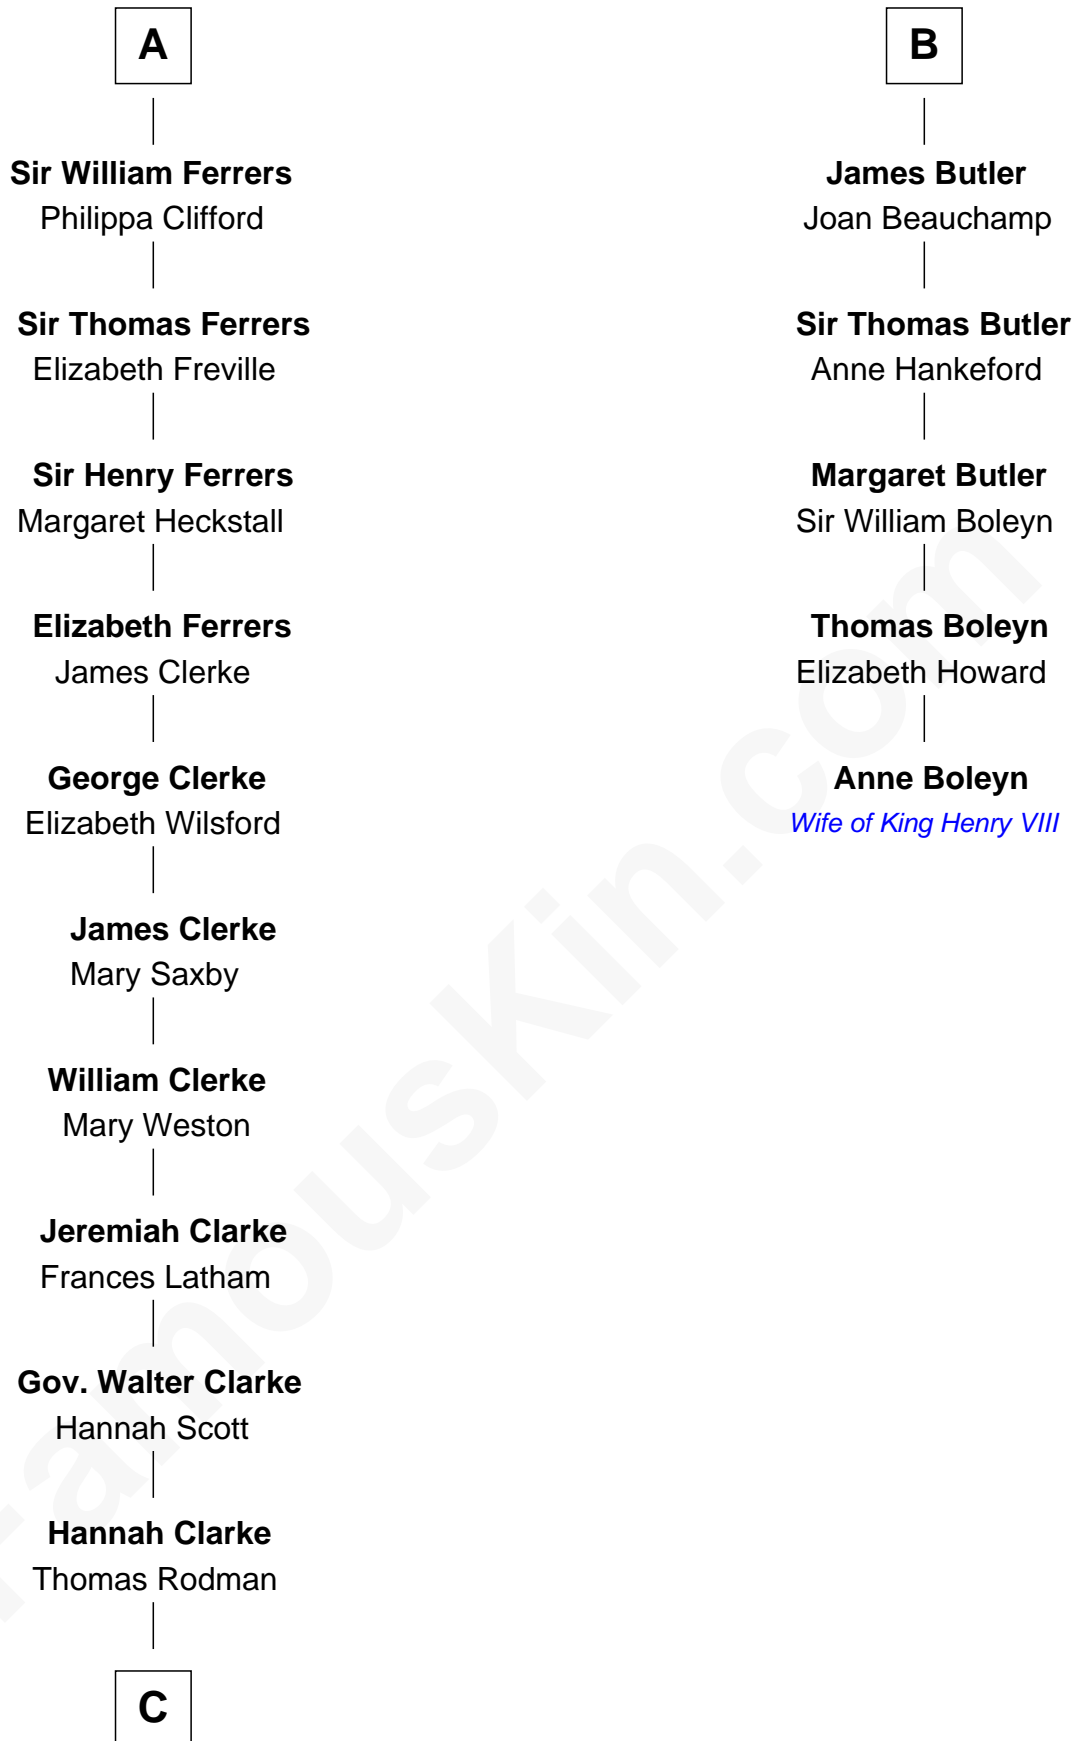 A
Sir William Ferrers
Philippa Clifford
Sir Thomas Ferrers
Elizabeth Freville
Sir Henry Ferrers
Margaret Heckstall
Elizabeth Ferrers
James Clerke
George Clerke
Elizabeth Wilsford
James Clerke
Mary Saxby
William Clerke
Mary Weston
Jeremiah Clarke
Frances Latham
Gov. Walter Clarke
Hannah Scott
Hannah Clarke
Thomas Rodman
C
B
James Butler
Joan Beauchamp
Sir Thomas Butler
Anne Hankeford
Margaret Butler
Sir William Boleyn
Thomas Boleyn
Elizabeth Howard
Anne Boleyn
Wife of King Henry VIII
FamousKin.com